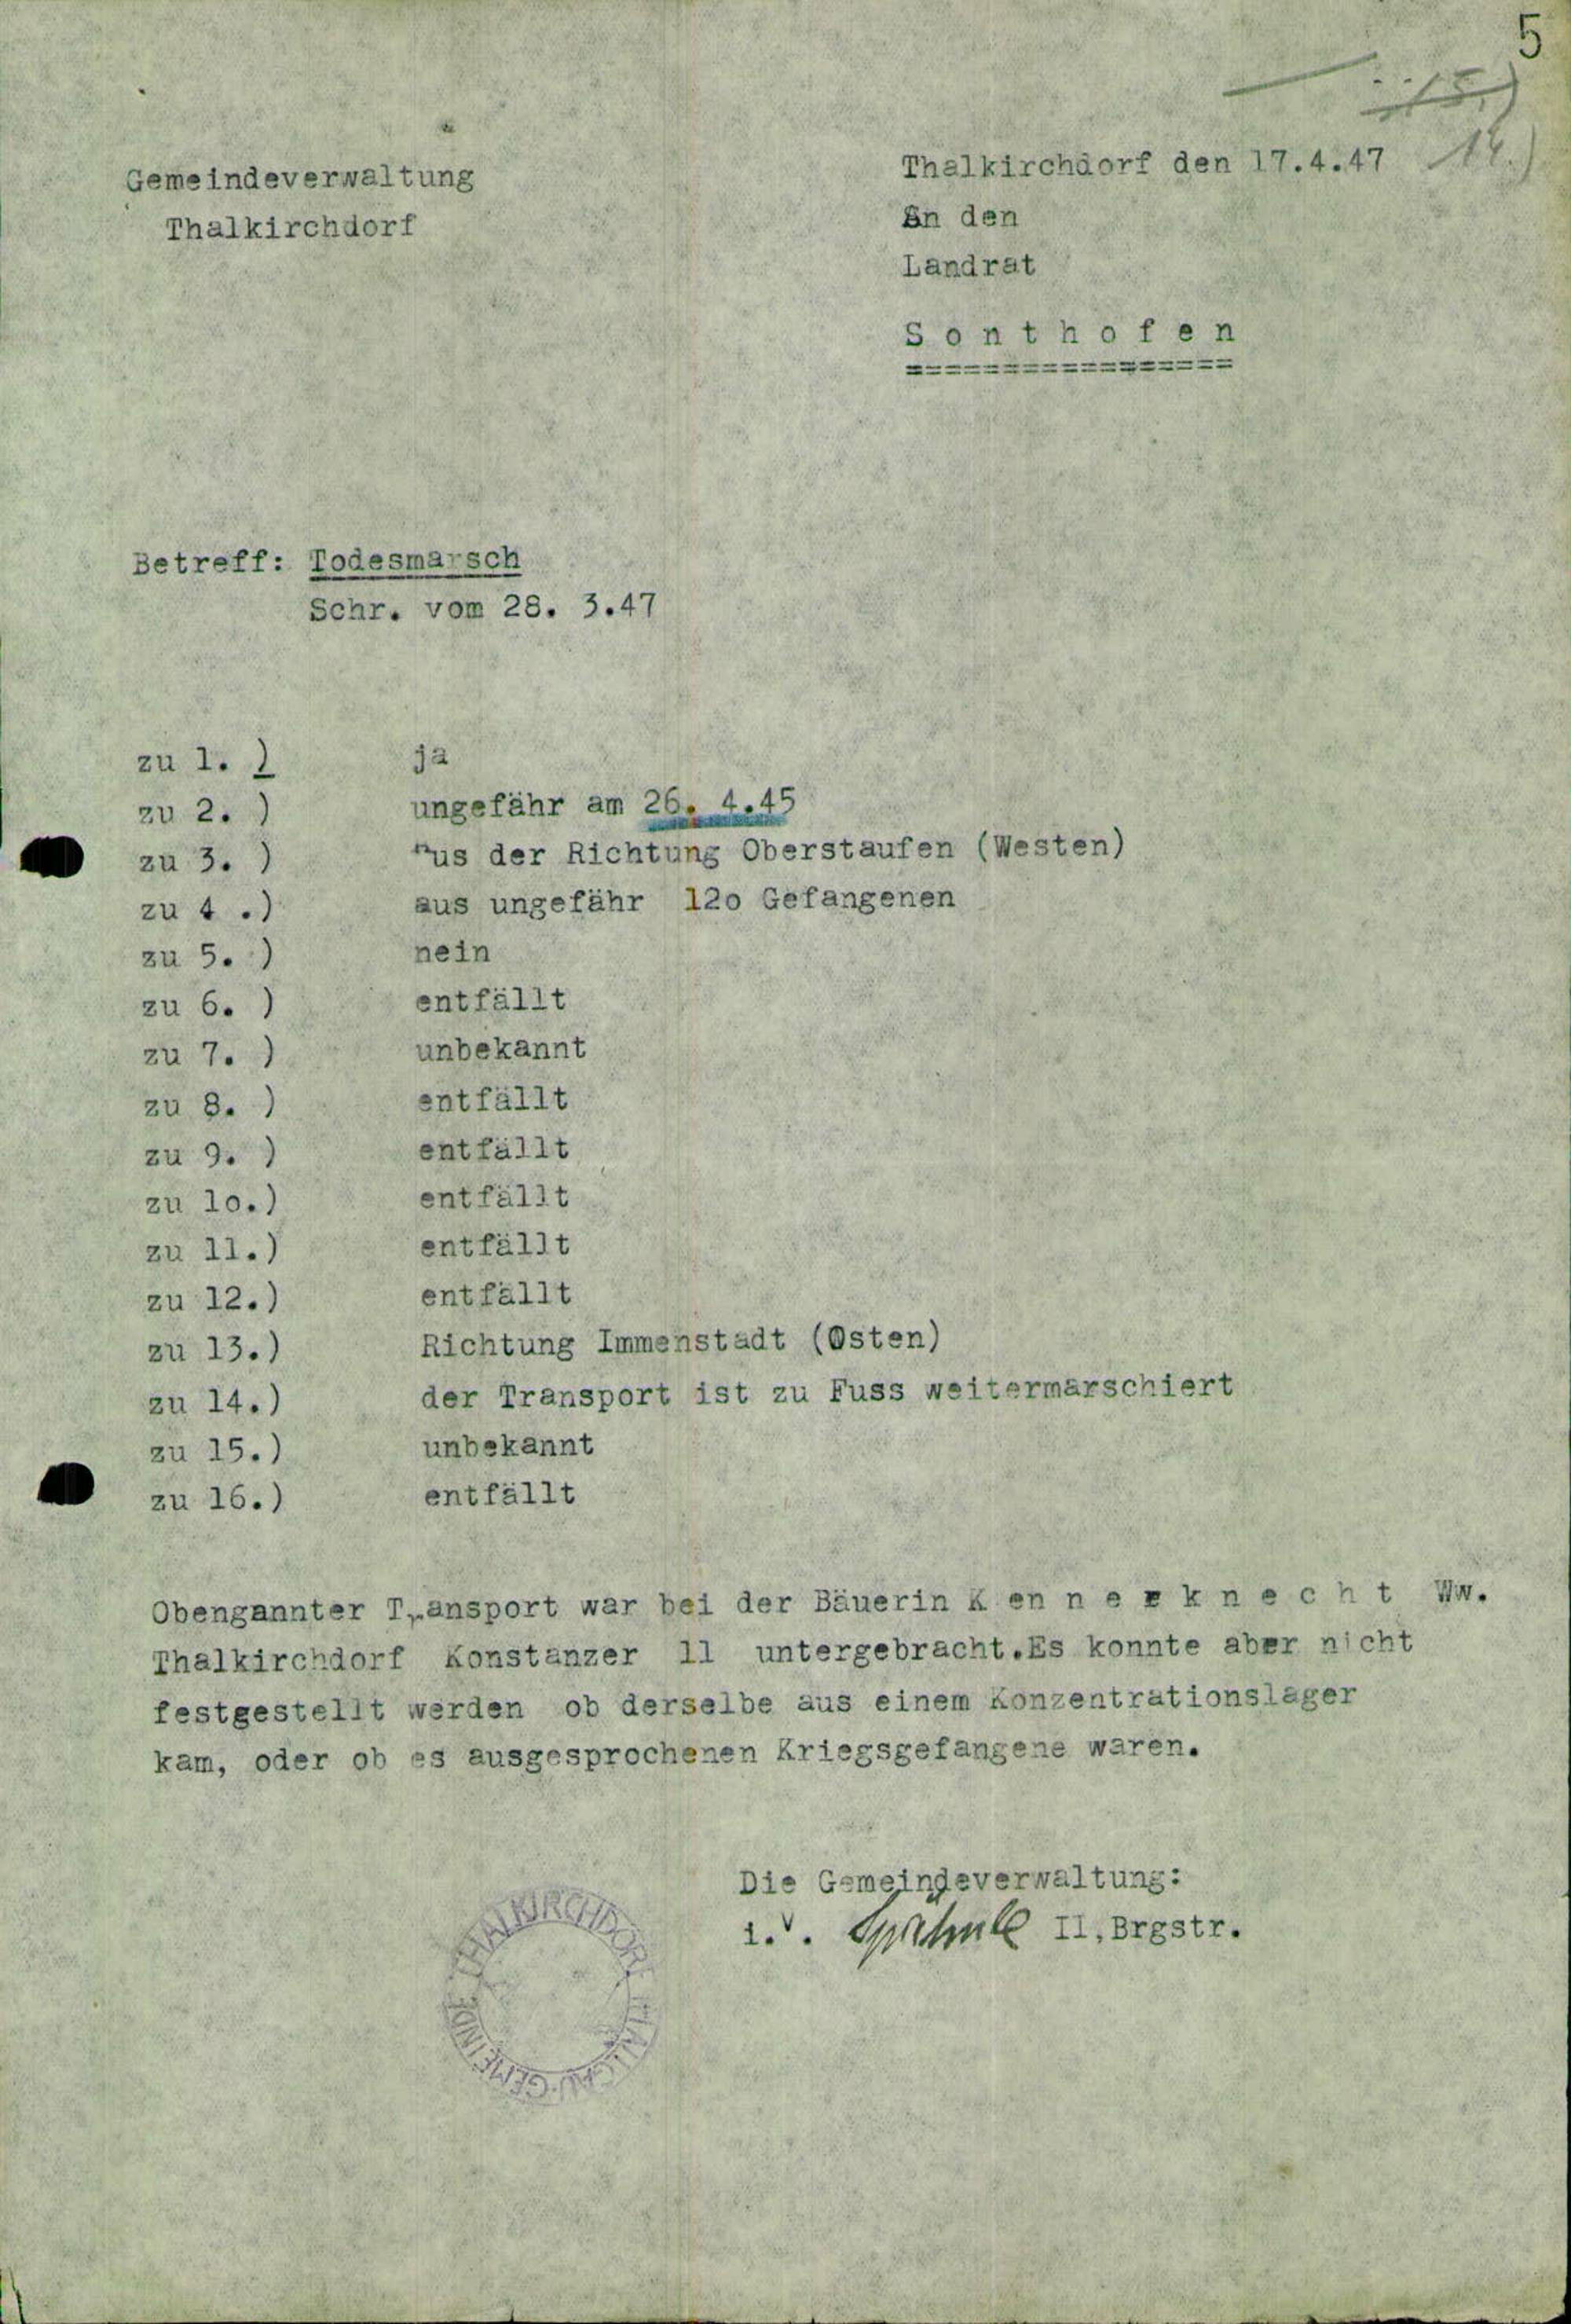 5
15.)
14.)
Gemeindeverwaltung
Thalkirchdorf
Thalkirchdorf den 17.4.47
An den
Landrat
S o n t h o f e n
=================
Betreff: Todesmarsch
Schr. vom 28. 3.47
zu 1. ) ja
zu 2. ) ungefähr am 26. 4.45
zu 3. ) aus der Richtung Oberstaufen (Westen)
zu 4 .) aus ungefähr 12o Gefangenen
zu 5. ) nein
zu 6. ) entfällt
zu 7. ) unbekannt
zu 8. ) entfällt
zu 9. ) entfällt
zu 1o.) entfällt
zu 11.) entfällt
zu 12.) entfällt
zu 13.) Richtung Immenstadt (Osten)
zu 14.) der Transport ist zu Fuss weitermarschiert
zu 15.) unbekannt
zu 16.) entfällt
Obengannter Transport war bei der Bäuerin K en n e r k n e c h t Ww.
Thalkirchdorf Konstanzer 11 untergebracht.Es konnte aber nicht
festgestellt werden ob derselbe aus einem Konzentrationslager
kam, oder ob es ausgesprochenen Kriegsgefangene waren.
Die Gemeindeverwaltung:
i.V. II,Brgstr.
GEMEINDE THALKIRCHDORF